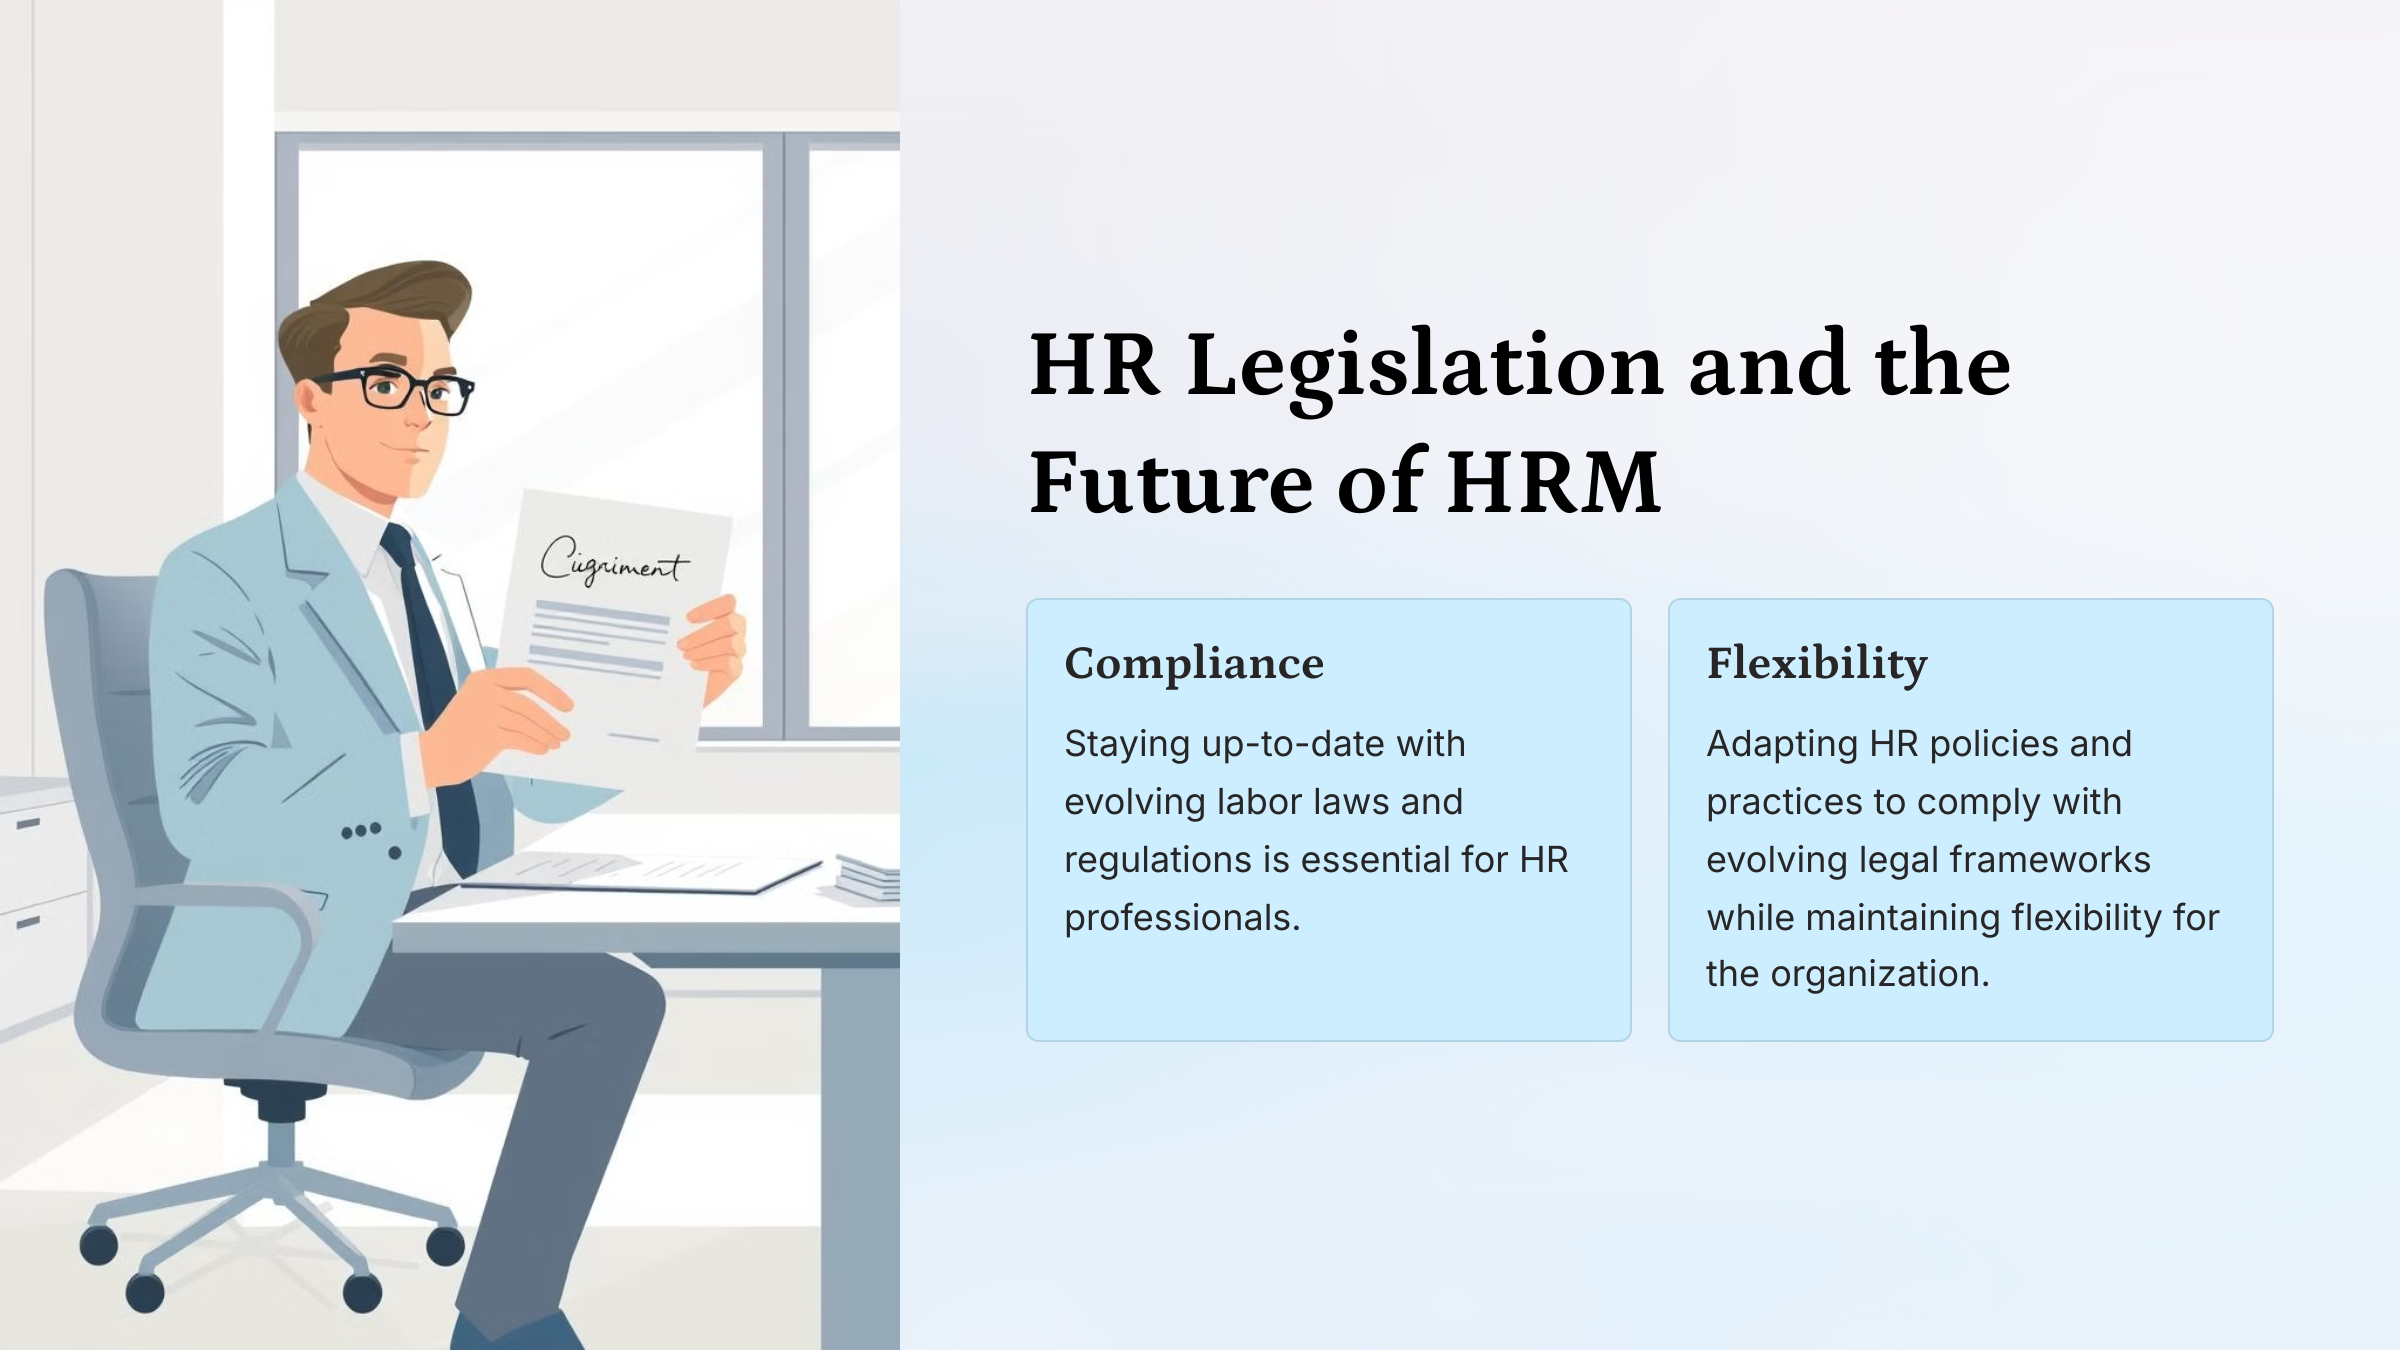 Cugriment
HR Legislation and the
Future of HRM
Compliance
Staying up-to-date with
evolving labor laws and
regulations is essential for HR
professionals.
Flexibility
Adapting HR policies and
practices to comply with
evolving legal frameworks
while maintaining flexibility for
the organization.